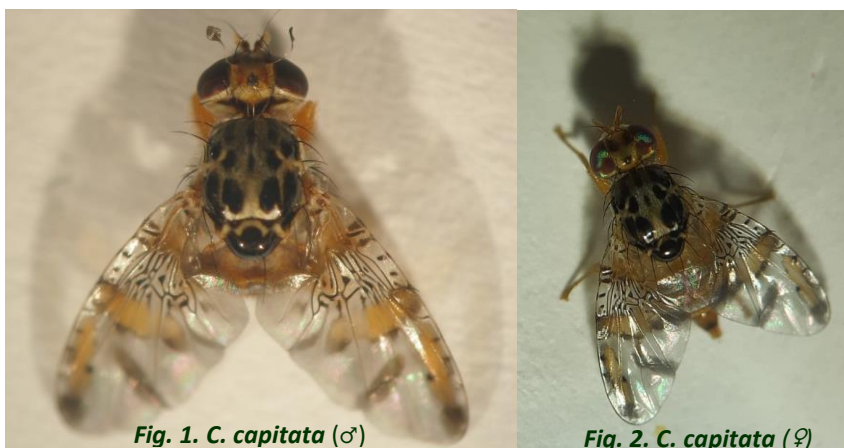 Fig. 1. C. capitata (♂)
Fig. 2. C. capitata (♀)